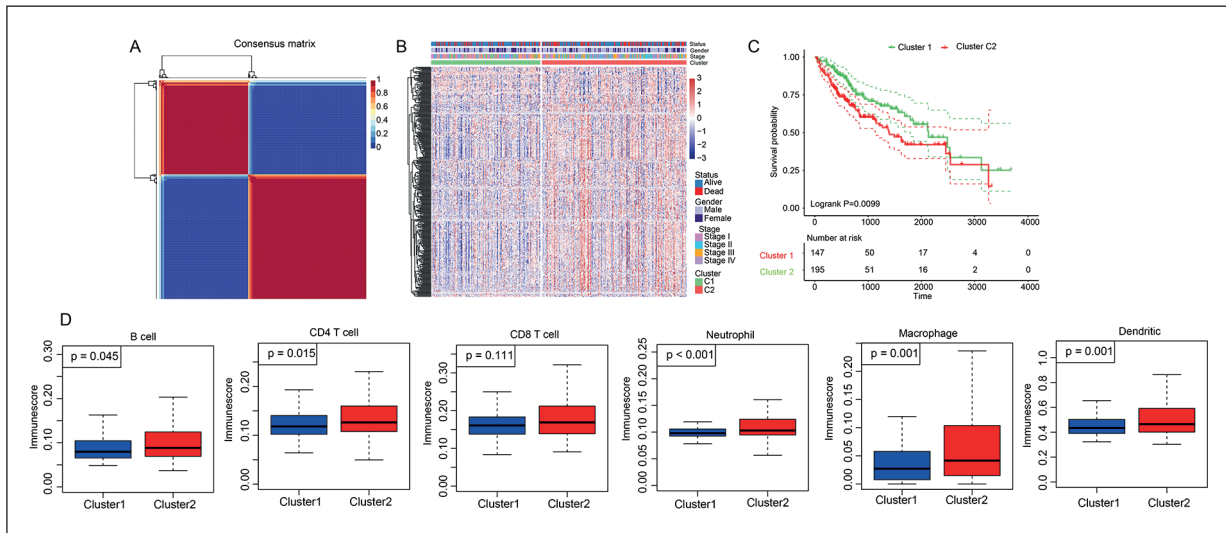 A
Consensus matrix
1
0.8
0.6
0.4
0.2
0
B
Status
Gender
Stage
Cluster
3
2
1
0
−1
−2
−3
Status
Alive
Dead
Gender
Male
Female
Stage
Stage I
Stage II
Stage III
Stage IV
Cluster
C1
C2
C
Cluster 1 Cluster C2
Survival probability
1.00
0.75
0.50
0.25
0.00
Logrank P=0.0099
0 1000 2000 3000 4000
Number at risk
Cluster 1 147 50 17 4 0
Cluster 2 195 51 16 2 0
0 1000 2000 3000 4000
Time
D
B cell
p = 0.045
Immunescore
0.00 0.10 0.20 0.30
Cluster1 Cluster2
CD4 T cell
p = 0.015
Immunescore
0.00 0.10 0.20
Cluster1 Cluster2
CD8 T cell
p = 0.111
Immunescore
0.00 0.10 0.20 0.30
Cluster1 Cluster2
Neutrophil
p < 0.001
Immunescore
0.00 0.05 0.10 0.15 0.20
Cluster1 Cluster2
Macrophage
p = 0.001
Immunescore
0.00 0.05 0.10 0.15 0.20
Cluster1 Cluster2
Dendritic
p = 0.001
Immunescore
0.0 0.2 0.4 0.6 1.0
Cluster1 Cluster2